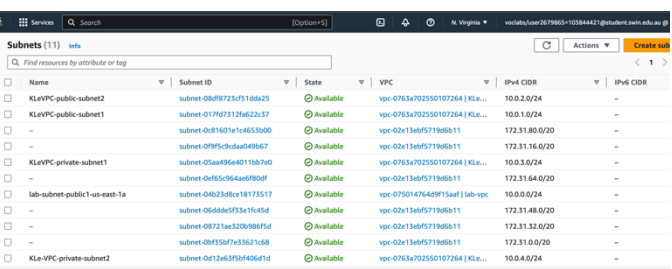 Services Search [Option+S] N. Virginia ▼ voclabs/user2679865=103844421@student.swin.edu.au @
Subnets (11) Info Actions ▼ Create sub
Find resources by attribute or tag 1
Name Subnet ID State VPC IPv4 CIDR IPv6 CIDR
KLeVPC-public-subnet2 subnet-08df8723cf51dda25 Available vpc-0763a702550107264 | KLe... 10.0.2.0/24 –
KLeVPC-public-subnet1 subnet-017fd7312fa622c37 Available vpc-0763a702550107264 | KLe... 10.0.1.0/24 –
– subnet-0c81601e1c4653b00 Available vpc-02e13ebf5719d6b11 172.31.80.0/20 –
– subnet-0f9f5c9cdaa049b67 Available vpc-02e13ebf5719d6b11 172.31.16.0/20 –
KLeVPC-private-subnet1 subnet-05aa496e4011bb7e0 Available vpc-0763a702550107264 | KLe... 10.0.3.0/24 –
– subnet-0ef65c964ae6f80df Available vpc-02e13ebf5719d6b11 172.31.64.0/20 –
lab-subnet-public1-us-east-1a subnet-04b23d8ce18173517 Available vpc-075014764d9f15aaf | lab-vpc 10.0.0.0/24 –
– subnet-06ddde5f33e1fc45d Available vpc-02e13ebf5719d6b11 172.31.48.0/20 –
– subnet-08721ae320b986f5d Available vpc-02e13ebf5719d6b11 172.31.32.0/20 –
– subnet-0bf35bf7e33621c68 Available vpc-02e13ebf5719d6b11 172.31.0.0/20 –
KLe-VPC-private-subnet2 subnet-0d12e63f5bf406d1d Available vpc-0763a702550107264 | KLe... 10.0.4.0/24 –